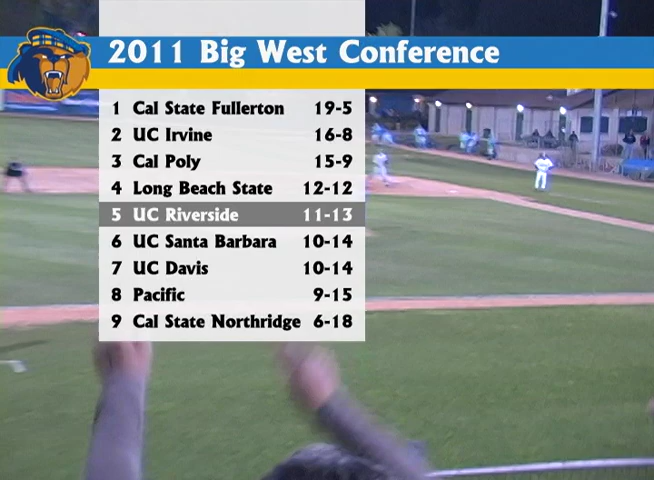 2011 Big West Conference
1 Cal State Fullerton 19-5
2 UC Irvine 16-8
3 Cal Poly 15-9
4 Long Beach State 12-12
5 UC Riverside 11-13
6 UC Santa Barbara 10-14
7 UC Davis 10-14
8 Pacific 9-15
9 Cal State Northridge 6-18